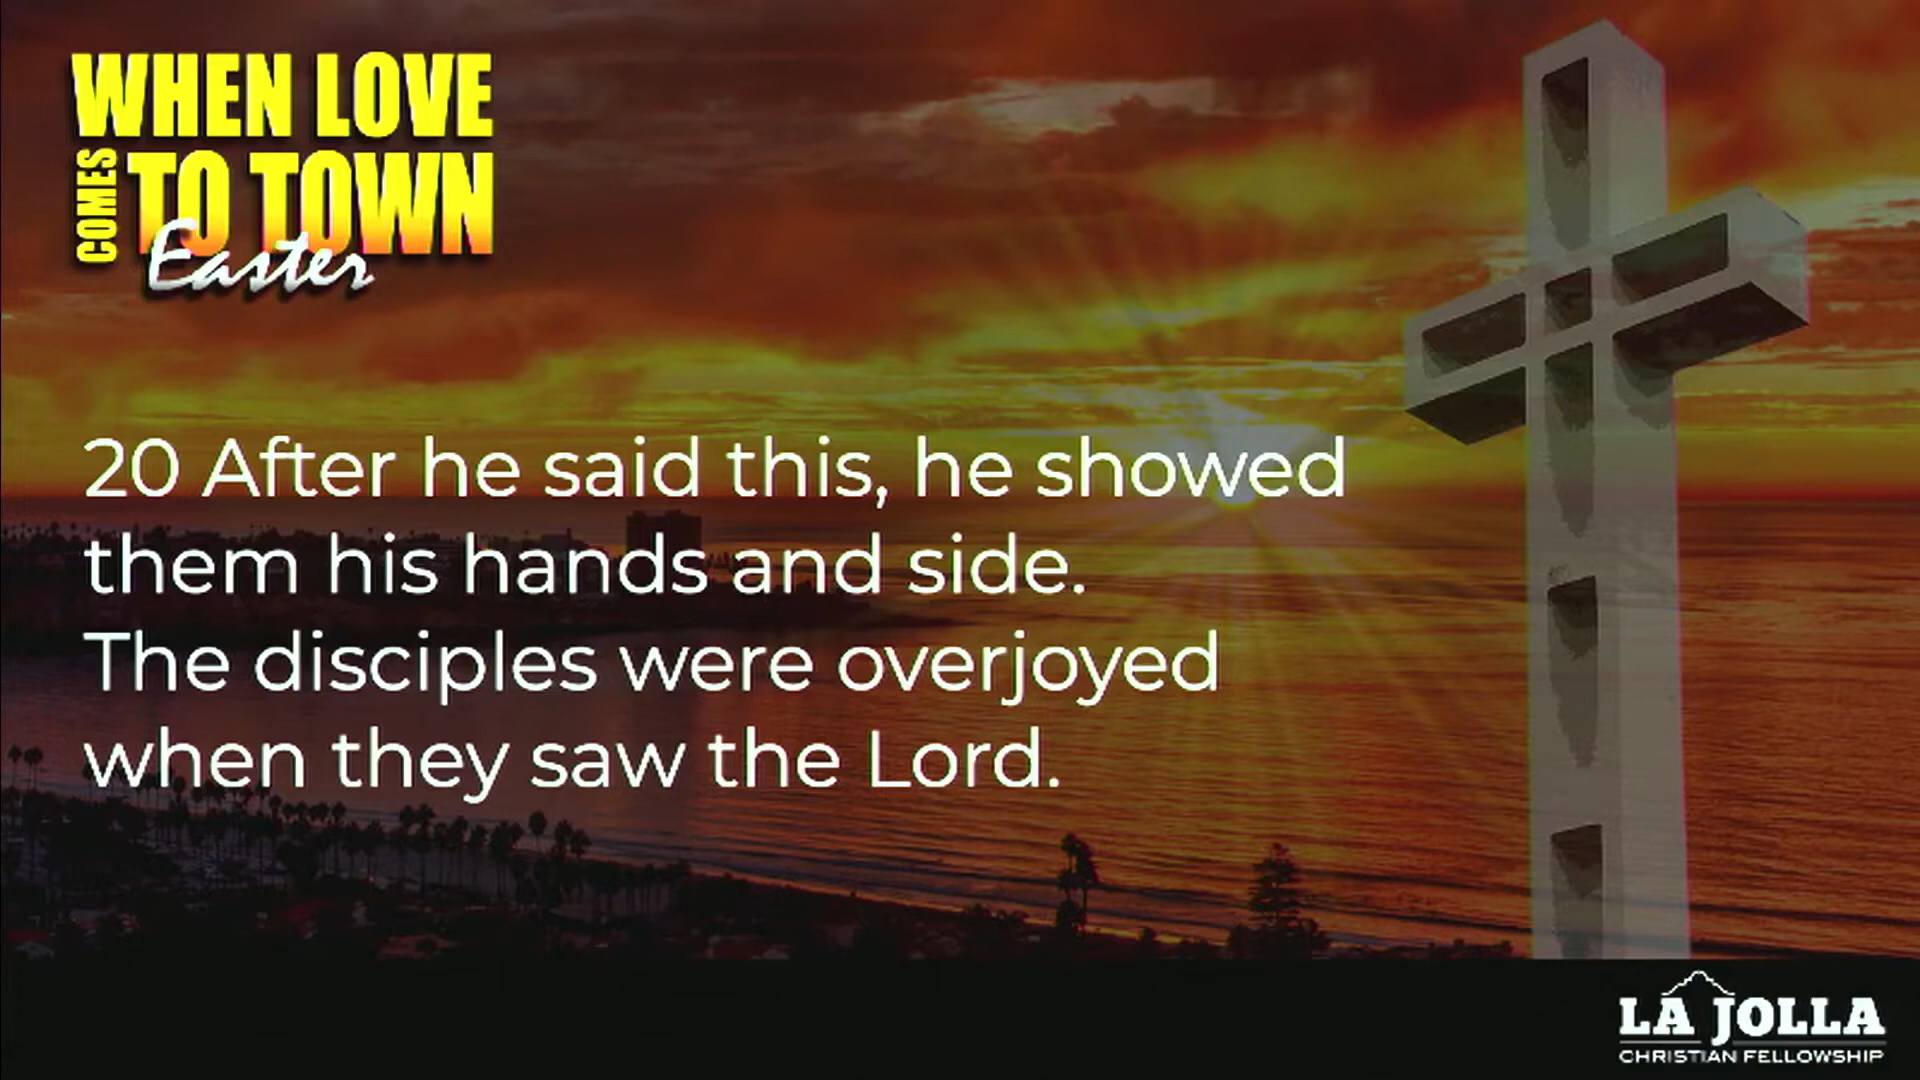 WHEN LOVE
COMES TO TOWN
Easter
20 After he said this, he showed
them his hands and side.
The disciples were overjoyed
when they saw the Lord.
LA JOLLA
CHRISTIAN FELLOWSHIP